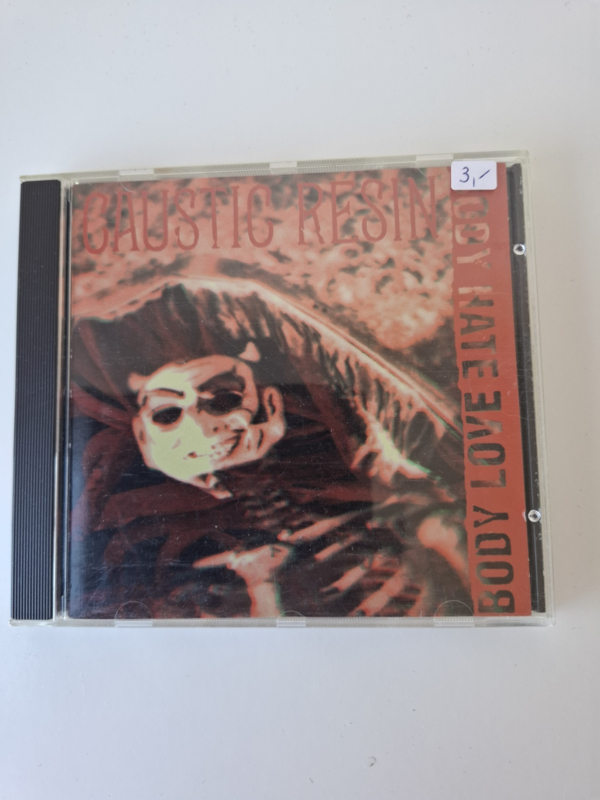 CAUSTIC RESIN
3,-
BODY LOVE
BODY HATE